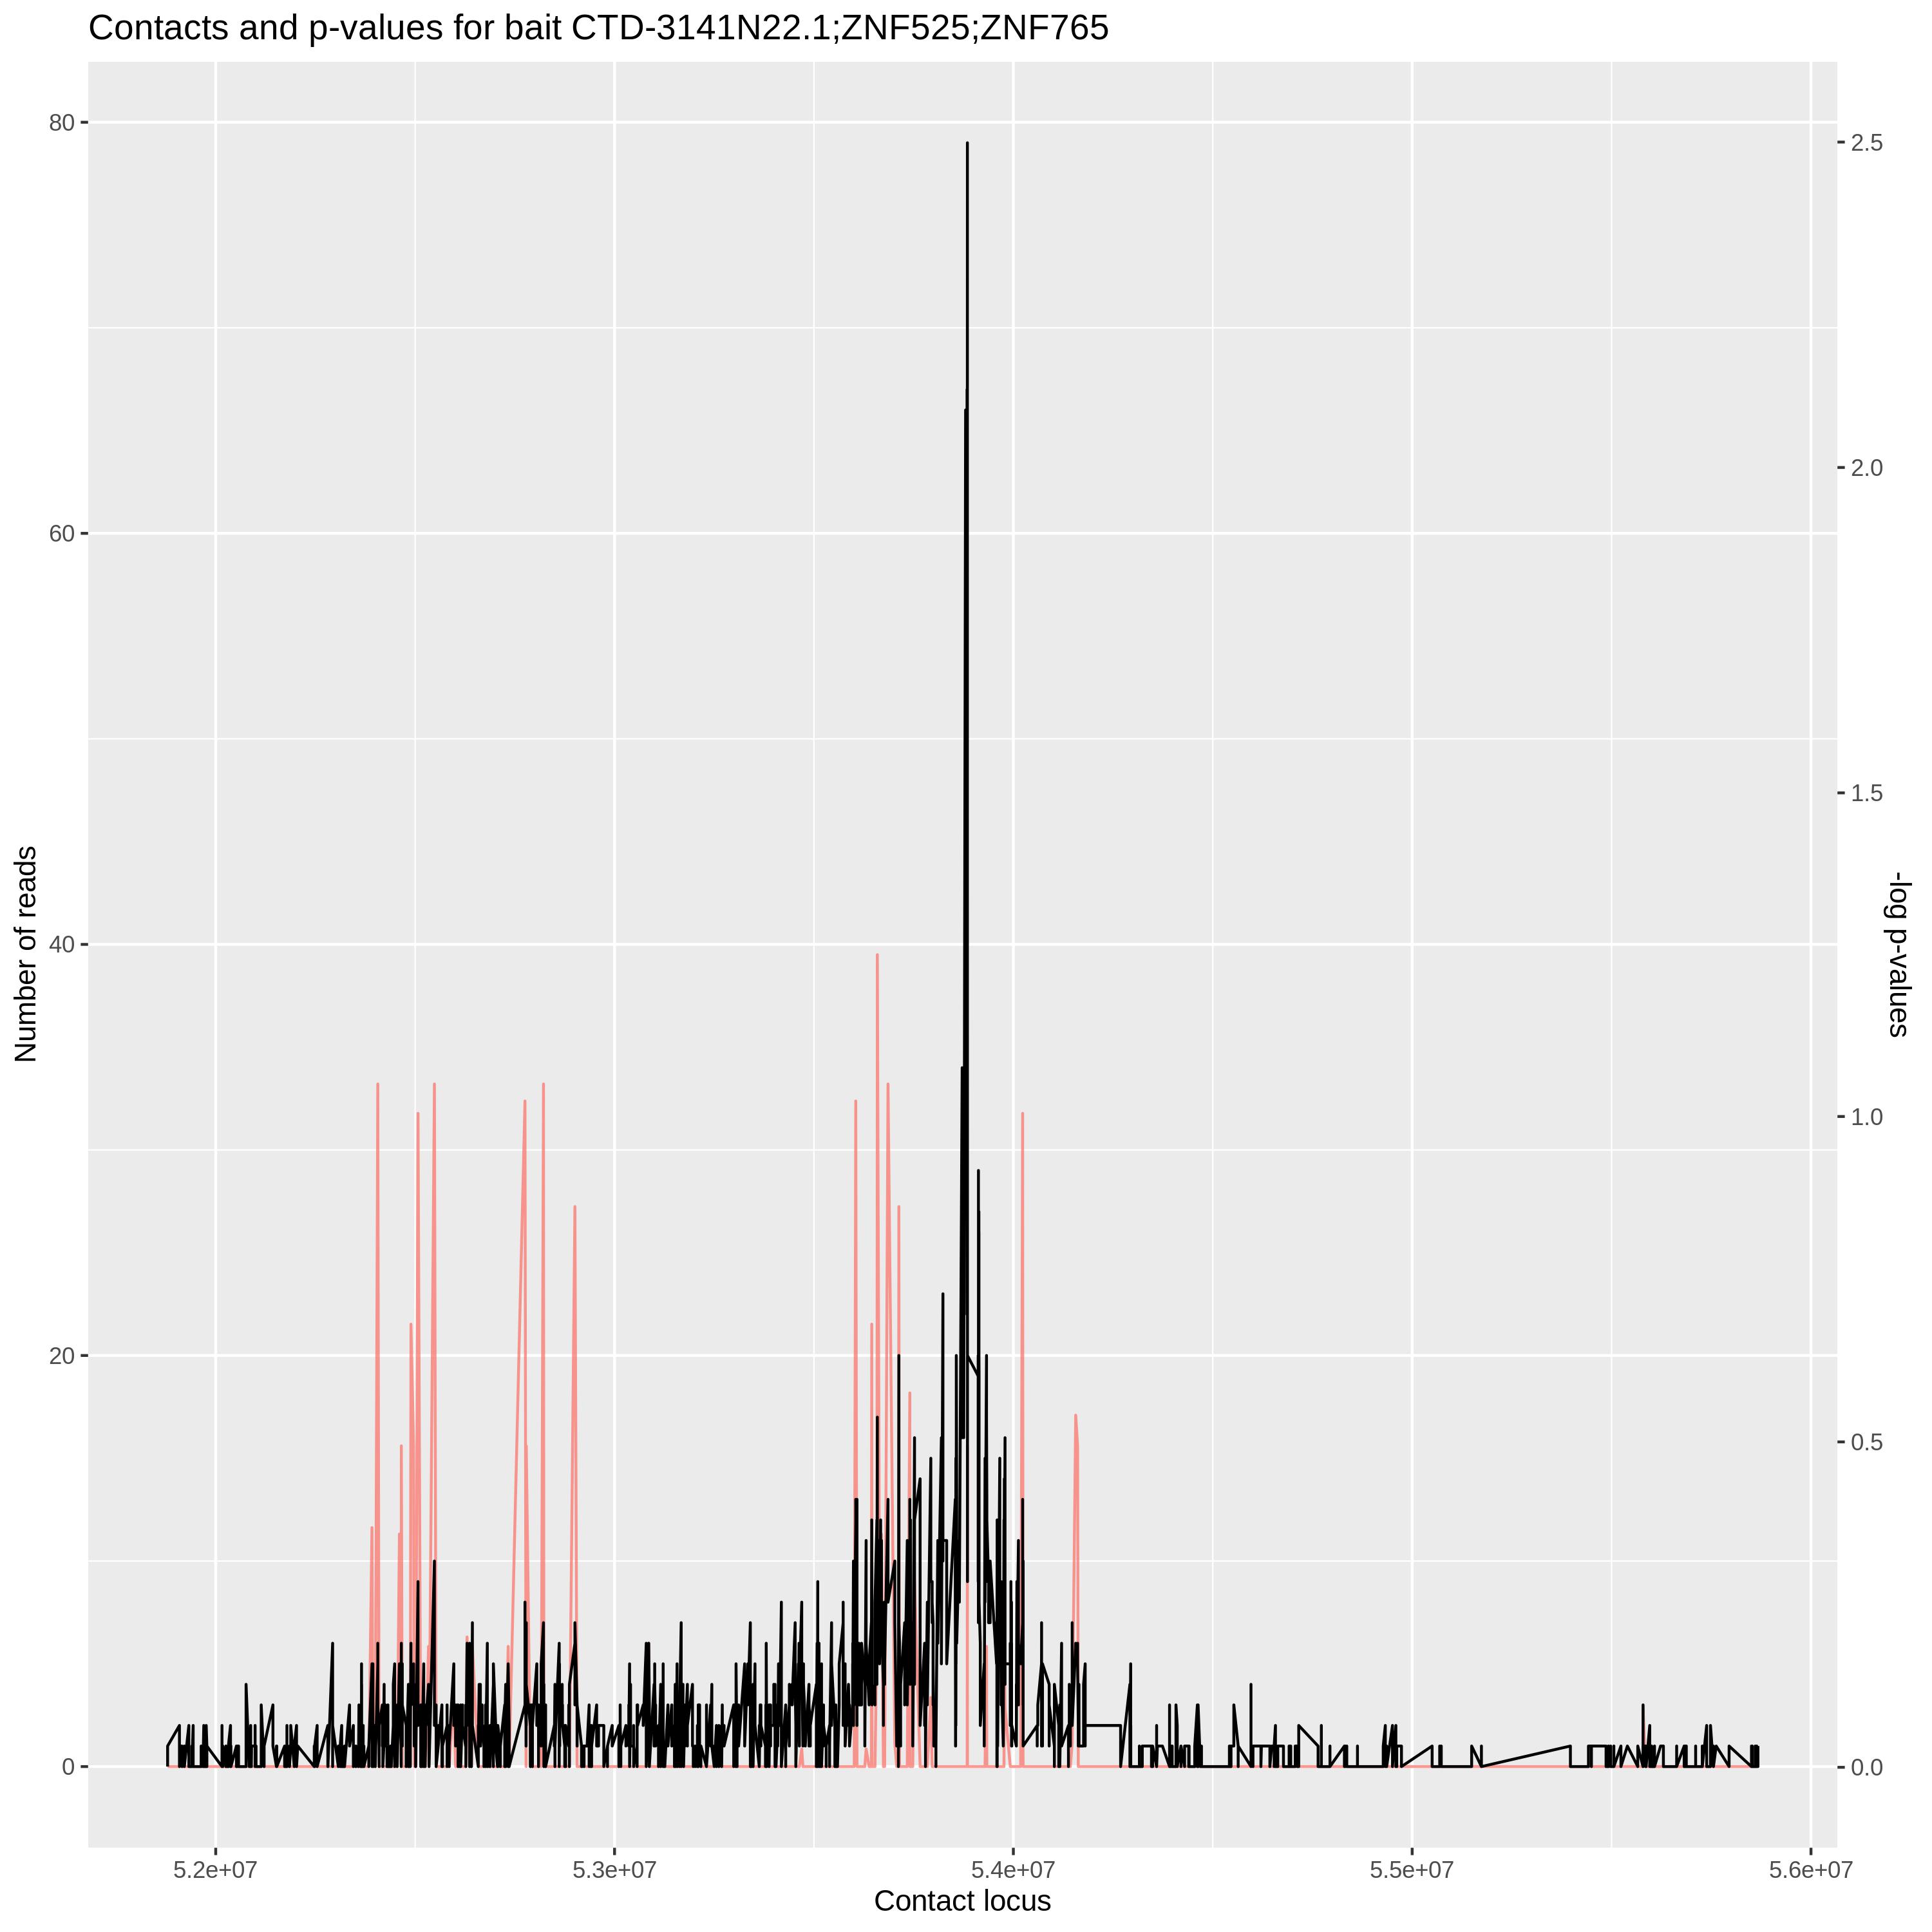 Contacts and p-values for bait CTD-3141N22.1;ZNF525;ZNF765
80
60
40
20
0
Number of reads
2.5
2.0
1.5
1.0
0.5
0.0
-log p-values
5.2e+07 5.3e+07 5.4e+07 5.5e+07 5.6e+07
Contact locus